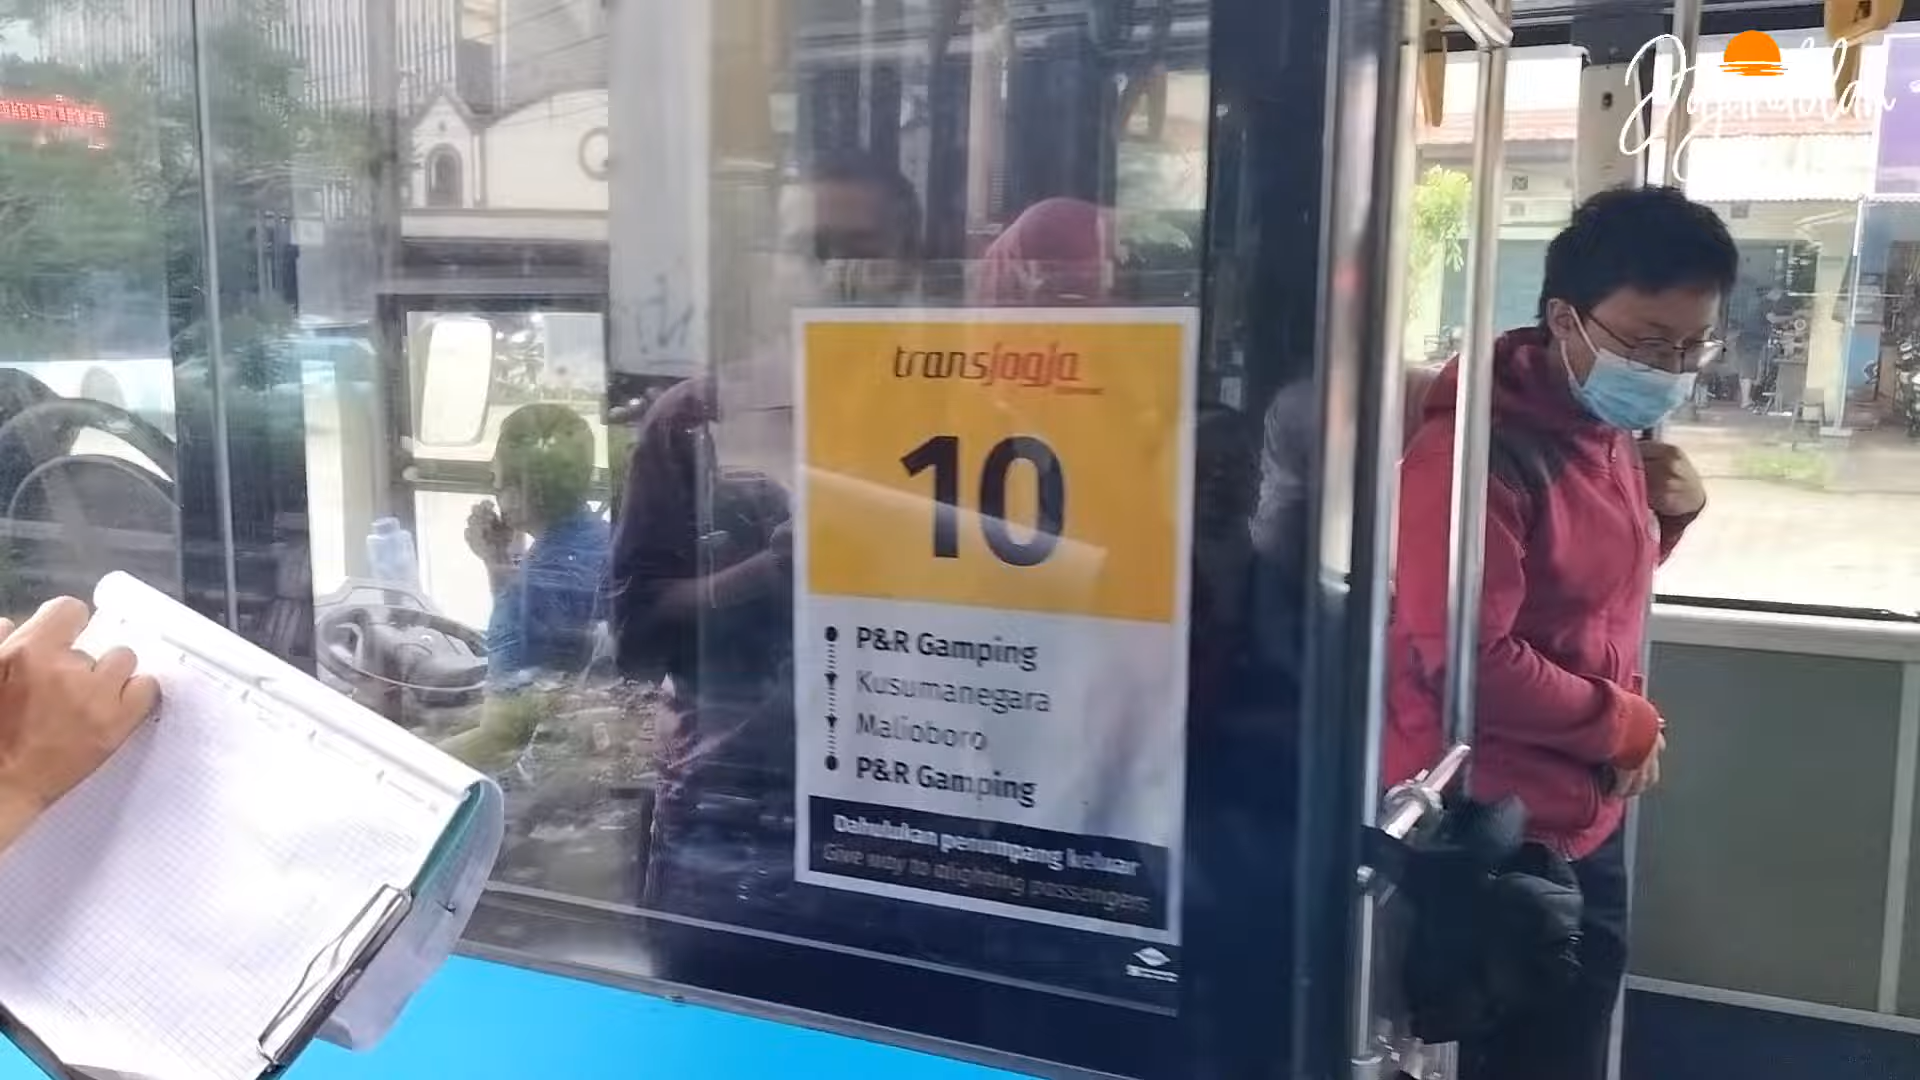 transjogja
10
P&R Gamping
Kusumanegara
Malioboro
P&R Gamping
Dahulukan penumpang keluar
Give way to alighting passengers